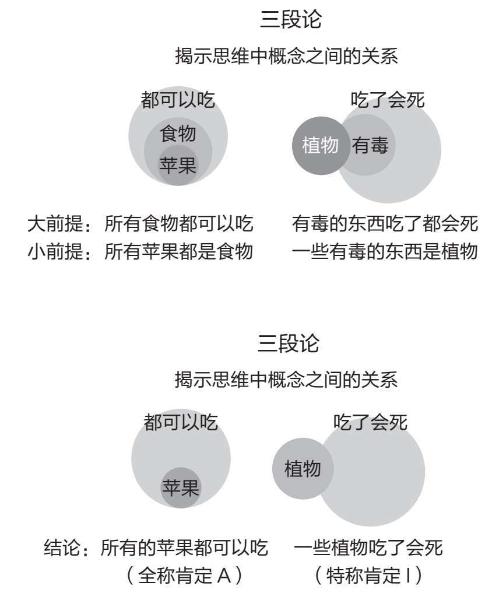 三段论
揭示思维中概念之间的关系
都可以吃
食物
苹果
吃了会死
植物
有毒
大前提：所有食物都可以吃
小前提：所有苹果都是食物
有毒的东西吃了都会死
一些有毒的东西是植物
三段论
揭示思维中概念之间的关系
都可以吃
苹果
吃了会死
植物
结论：所有的苹果都可以吃
（全称肯定 A）
一些植物吃了会死
（特称肯定 I）